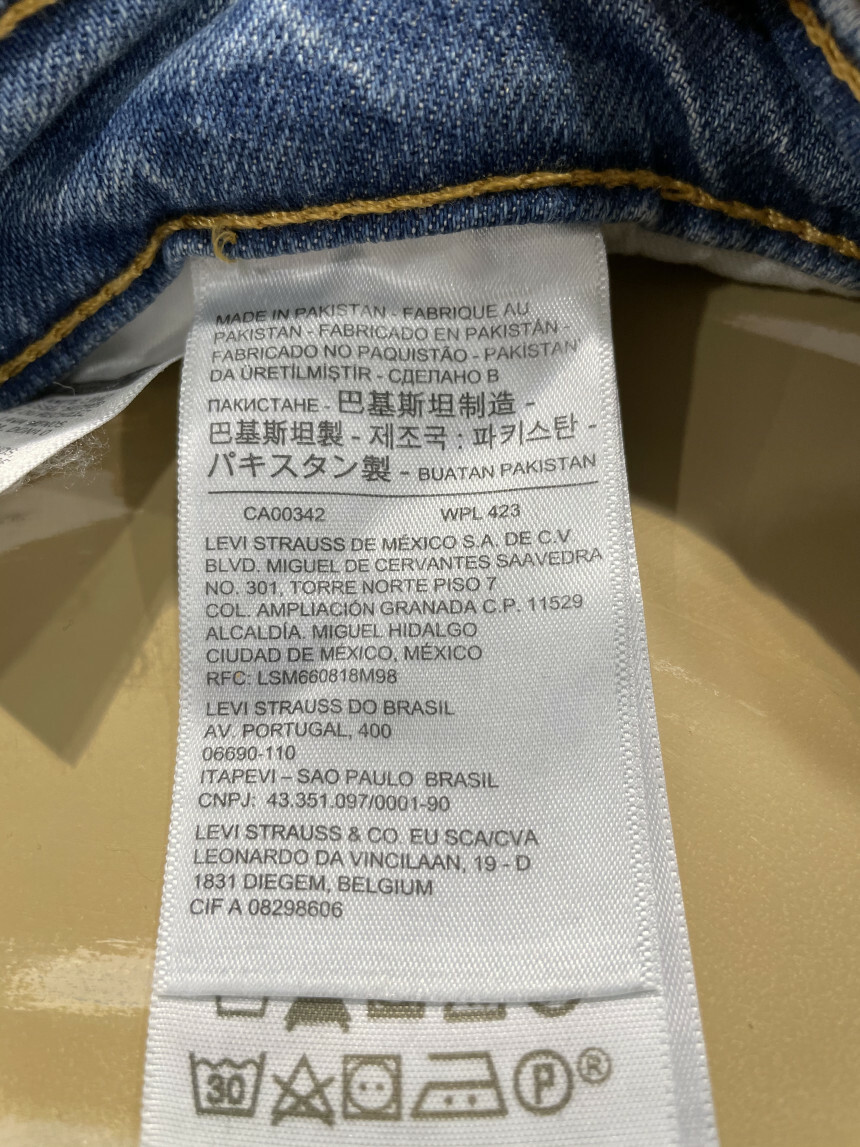 MADE IN PAKISTAN - FABRIQUE AU
PAKISTAN - FABRICADO EN PAKISTÁN -
FABRICADO NO PAQUISTÃO - PAKİSTAN'
DA ÜRETİLMİŞTİR - СДЕЛАНО В
ПАКИСТАНЕ - 巴基斯坦制造 -
巴基斯坦製 - 제조국 : 파키스탄 -
パキスタン製 - BUATAN PAKISTAN
CA00342 WPL 423
LEVI STRAUSS DE MÉXICO S.A. DE C.V.
BLVD. MIGUEL DE CERVANTES SAAVEDRA
NO. 301, TORRE NORTE PISO 7
COL. AMPLIACIÓN GRANADA C.P. 11529
ALCALDÍA. MIGUEL HIDALGO
CIUDAD DE MÉXICO, MÉXICO
RFC: LSM660818M98
LEVI STRAUSS DO BRASIL
AV. PORTUGAL, 400
06690-110
ITAPEVI – SAO PAULO BRASIL
CNPJ: 43.351.097/0001-90
LEVI STRAUSS & CO. EU SCA/CVA
LEONARDO DA VINCILAAN, 19 - D
1831 DIEGEM, BELGIUM
CIF A 08298606
30 P ®